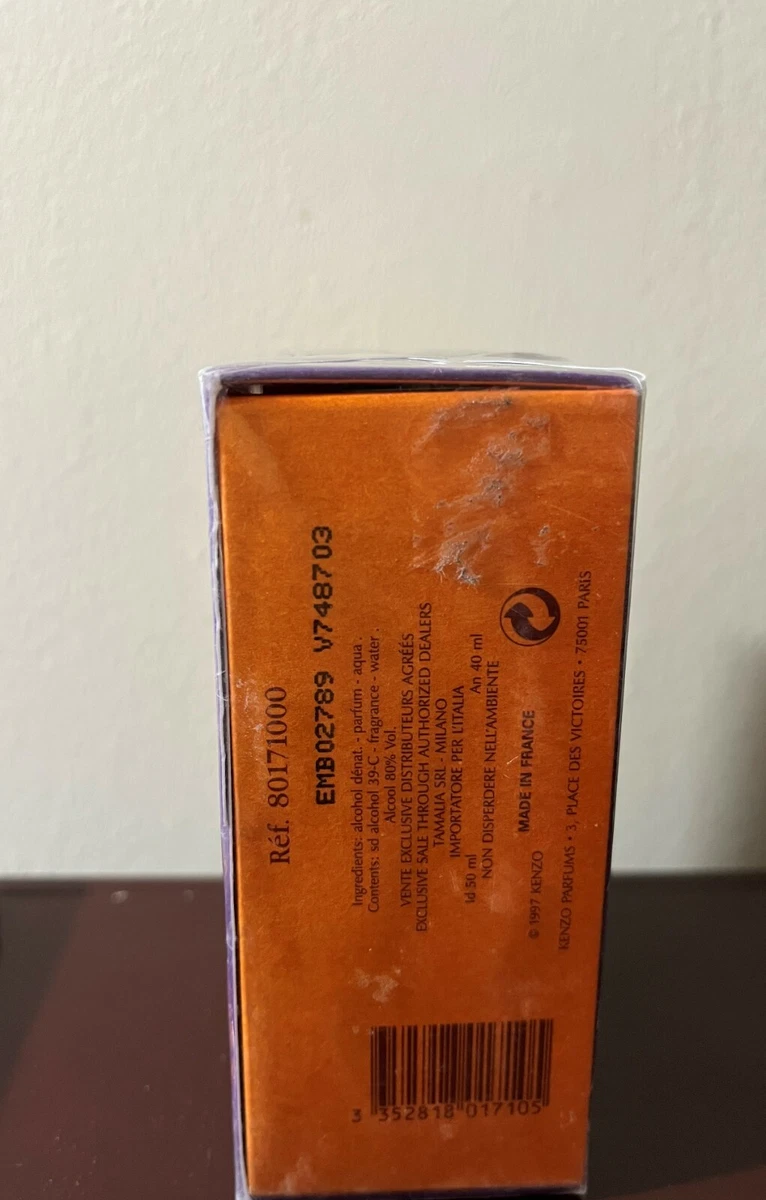 Réf. 80171000
EMB02789 V748703
Ingredients: alcohol dénat. - parfum - aqua .
Contents: sd alcohol 39-C - fragrance - water .
Alcool 80% Vol.
VENTE EXCLUSIVE DISTRIBUTEURS AGRÉÉS
EXCLUSIVE SALE THROUGH AUTHORIZED DEALERS
TAMALIA SRL - MILANO
IMPORTATORE PER L'ITALIA
Id 50 ml An 40 ml
NON DISPERDERE NELL'AMBIENTE
MADE IN FRANCE
© 1997 KENZO
KENZO PARFUMS • 3, PLACE DES VICTOIRES • 75001 PARIS
3 352818 017105